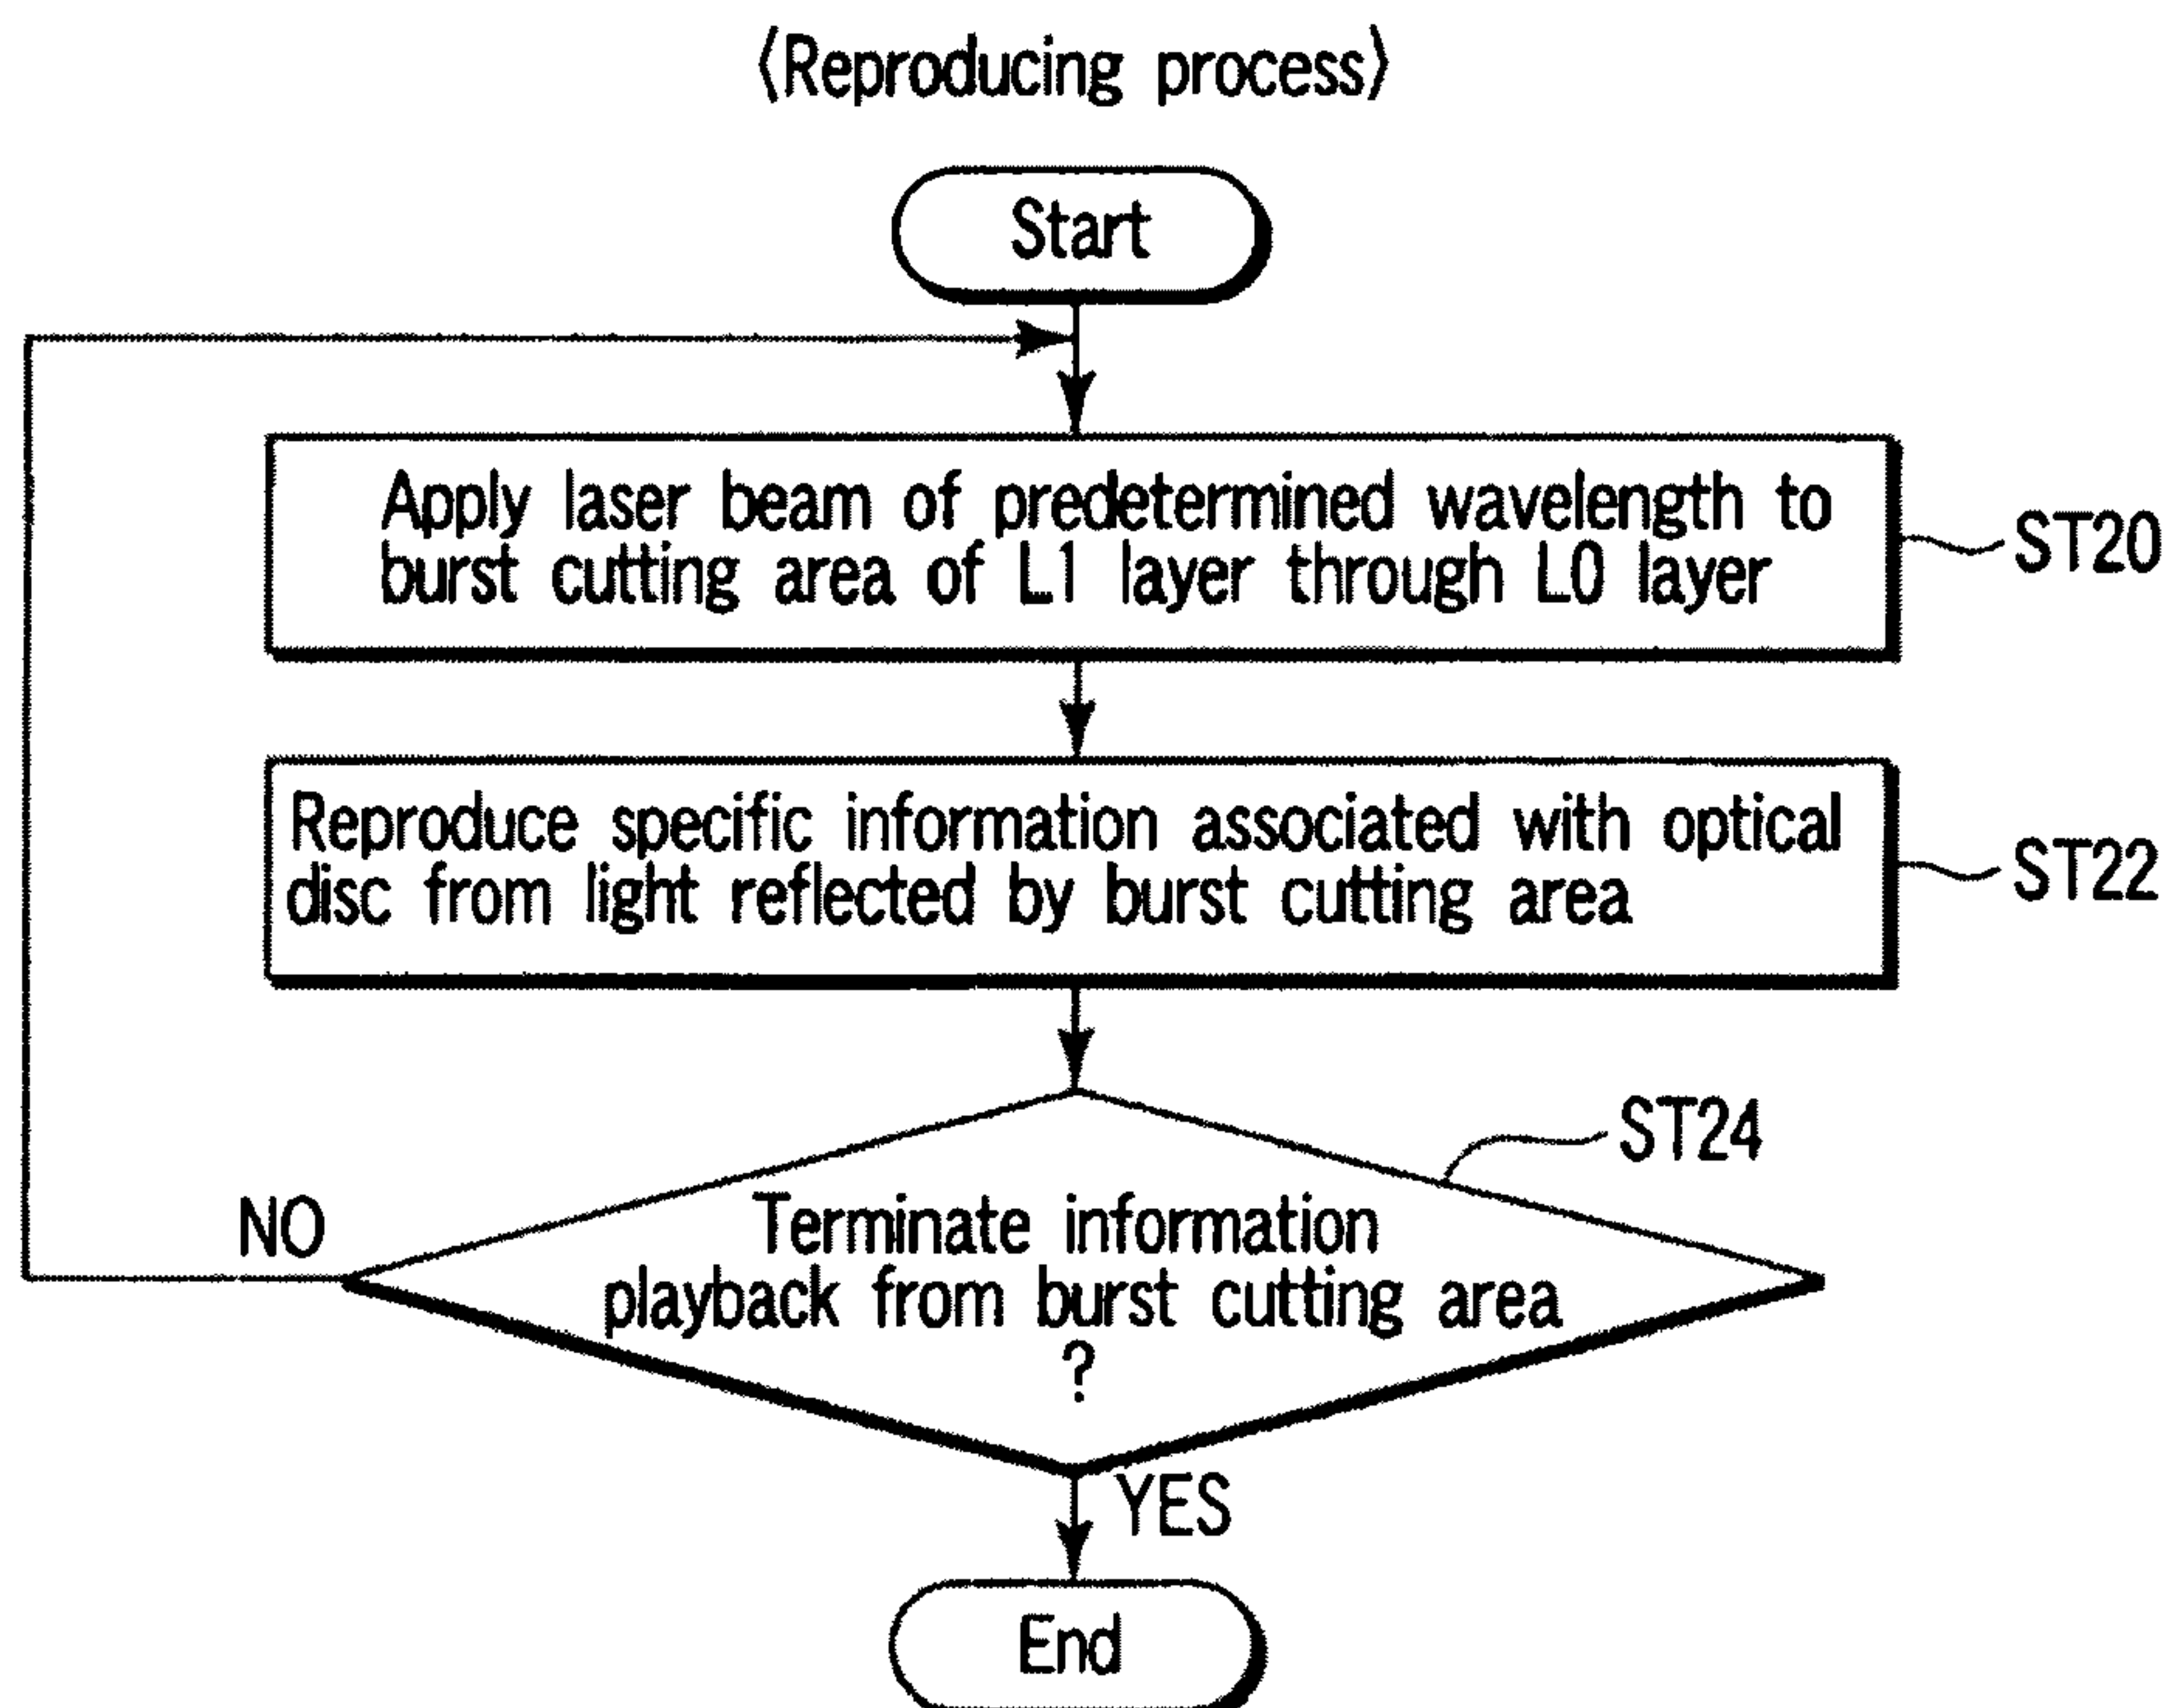 ⟨Reproducing process⟩
Start
Apply laser beam of predetermined wavelength to
burst cutting area of L1 layer through L0 layer
ST20
Reproduce specific information associated with optical
disc from light reflected by burst cutting area
ST22
ST24
NO
Terminate information
playback from burst cutting area
?
YES
End